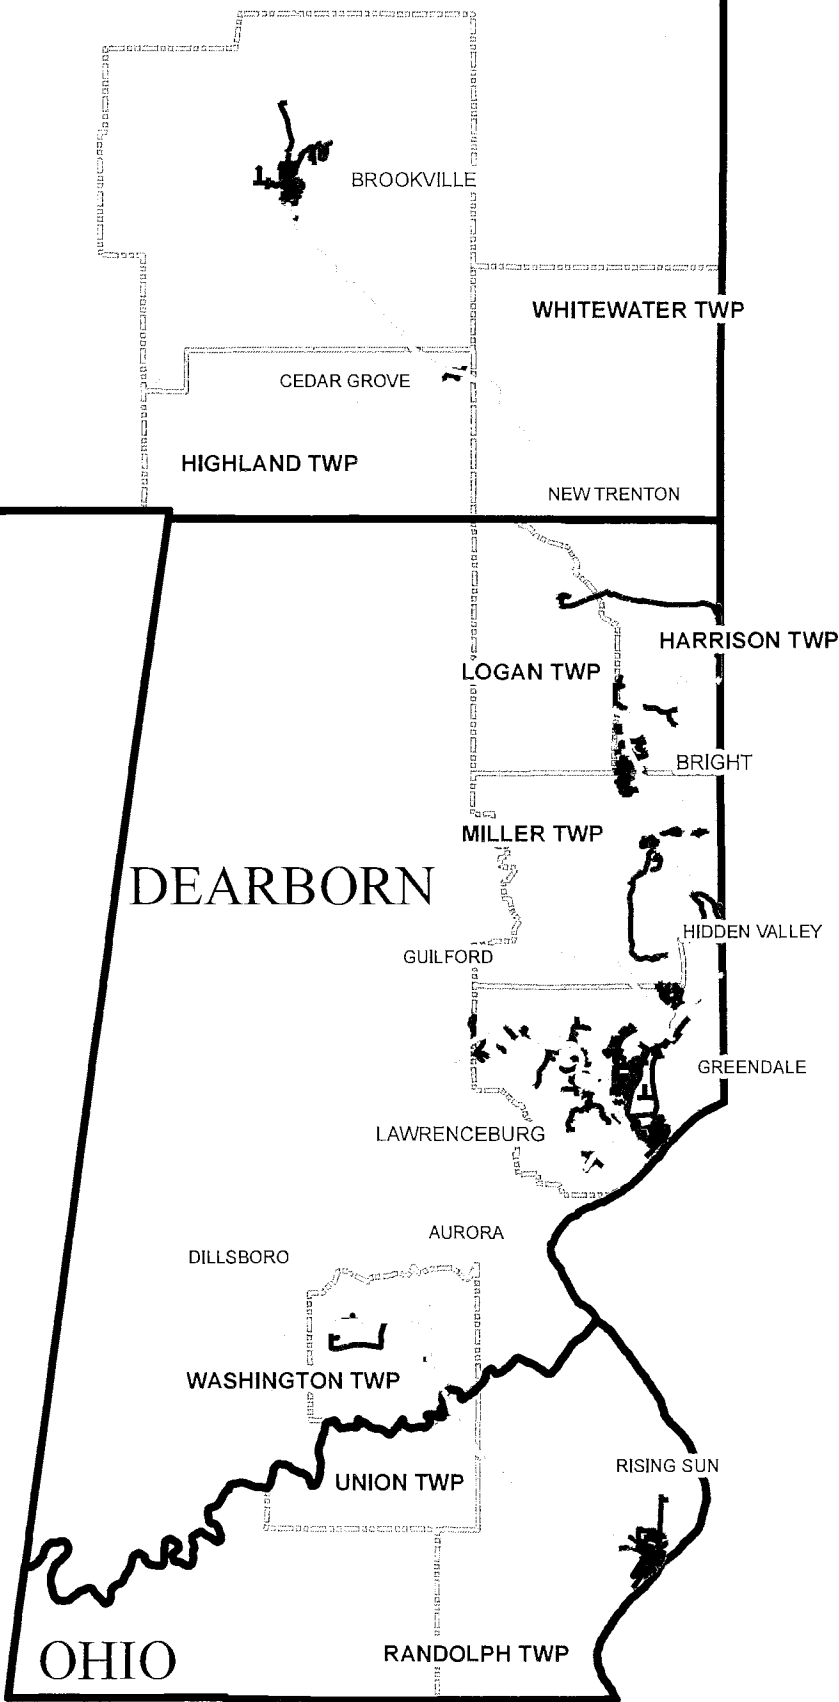 BROOKVILLE
WHITEWATER TWP
CEDAR GROVE
HIGHLAND TWP
NEW TRENTON
HARRISON TWP
LOGAN TWP
BRIGHT
MILLER TWP
DEARBORN
HIDDEN VALLEY
GUILFORD
GREENDALE
LAWRENCEBURG
AURORA
DILLSBORO
WASHINGTON TWP
RISING SUN
UNION TWP
RANDOLPH TWP
OHIO